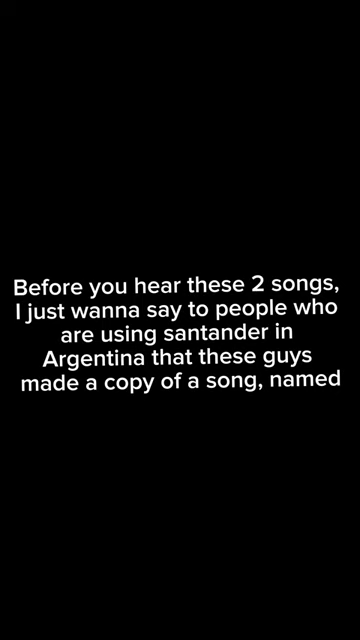 Before you hear these 2 songs,
I just wanna say to people who
are using santander in
Argentina that these guys
made a copy of a song, named